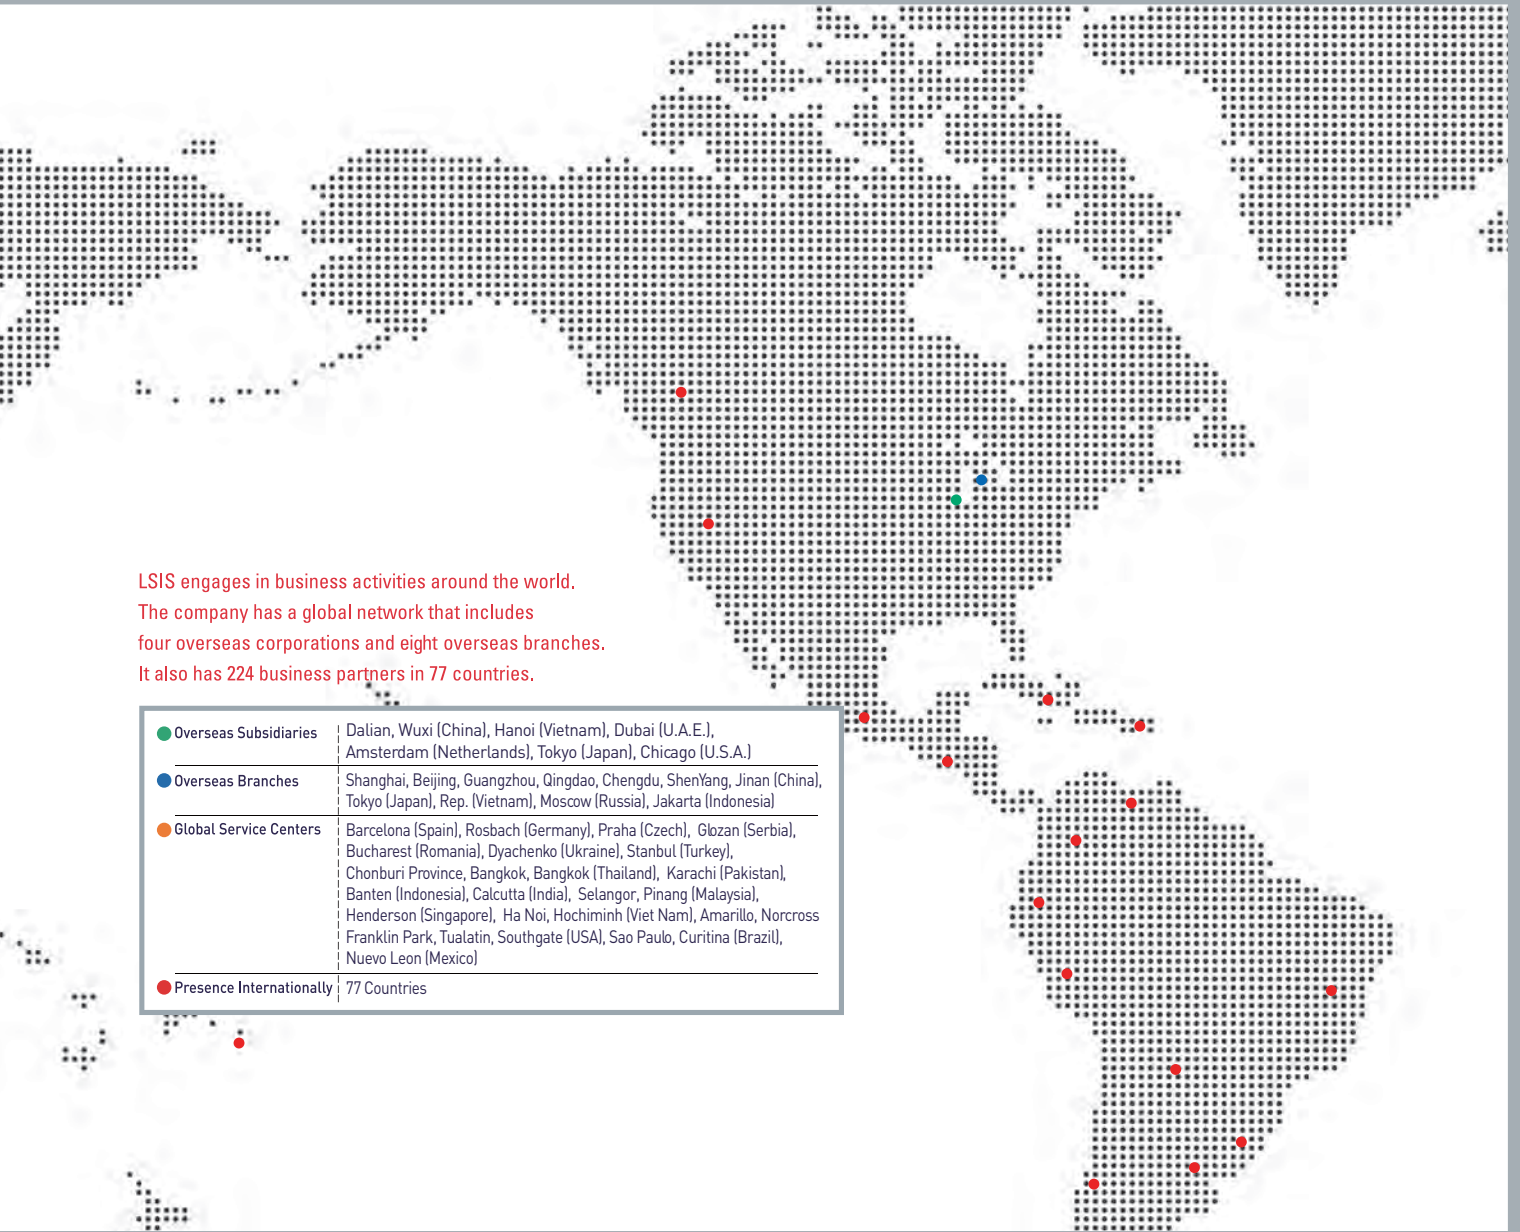 LSIS engages in business activities around the world.
The company has a global network that includes
four overseas corporations and eight overseas branches.
It also has 224 business partners in 77 countries.
Overseas Subsidiaries
Dalian, Wuxi (China), Hanoi (Vietnam), Dubai (U.A.E.),
Amsterdam (Netherlands), Tokyo (Japan), Chicago (U.S.A.)
Overseas Branches
Shanghai, Beijing, Guangzhou, Qingdao, Chengdu, ShenYang, Jinan (China),
Tokyo (Japan), Rep. (Vietnam), Moscow (Russia), Jakarta (Indonesia)
Global Service Centers
Barcelona (Spain), Rosbach (Germany), Praha (Czech), Glozan (Serbia),
Bucharest (Romania), Dyachenko (Ukraine), Stanbul (Turkey),
Chonburi Province, Bangkok, Bangkok (Thailand), Karachi (Pakistan),
Banten (Indonesia), Calcutta (India), Selangor, Pinang (Malaysia),
Henderson (Singapore), Ha Noi, Hochiminh (Viet Nam), Amarillo, Norcross
Franklin Park, Tualatin, Southgate (USA), Sao Paulo, Curitina (Brazil),
Nuevo Leon (Mexico)
Presence Internationally
77 Countries